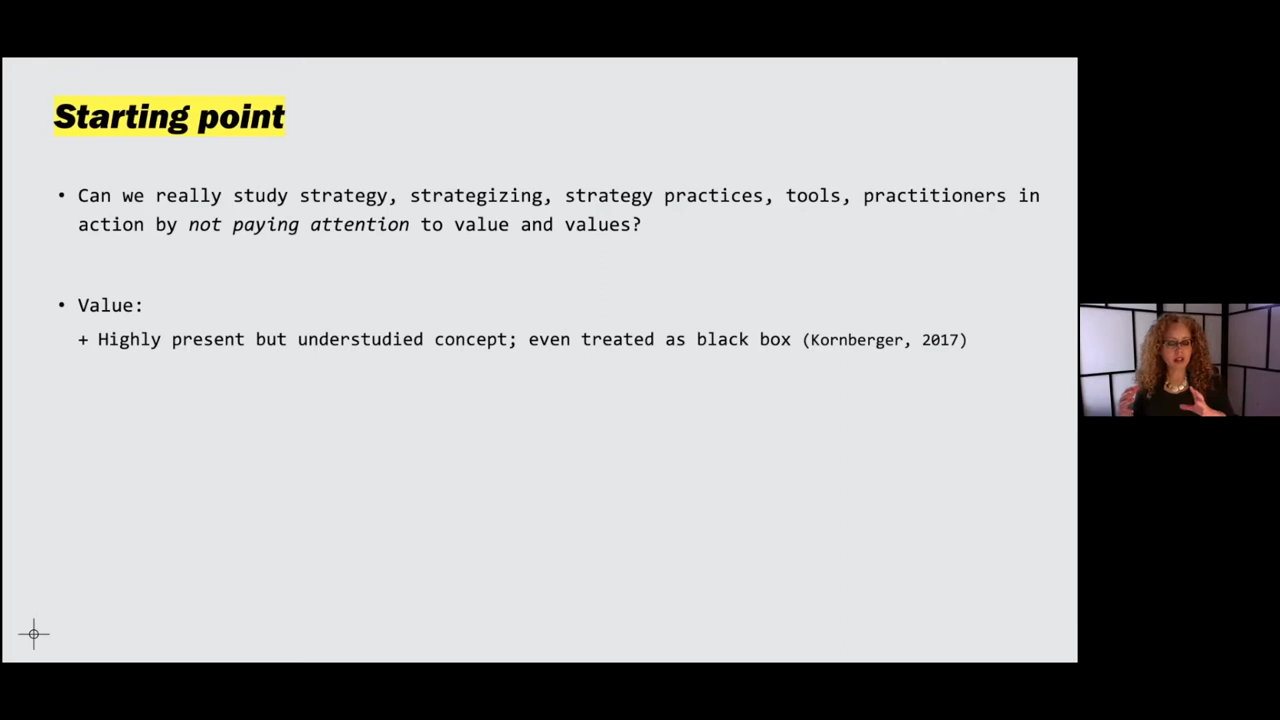 Starting point
• Can we really study strategy, strategizing, strategy practices, tools, practitioners in
action by not paying attention to value and values?
• Value:
+ Highly present but understudied concept; even treated as black box (Kornberger, 2017)